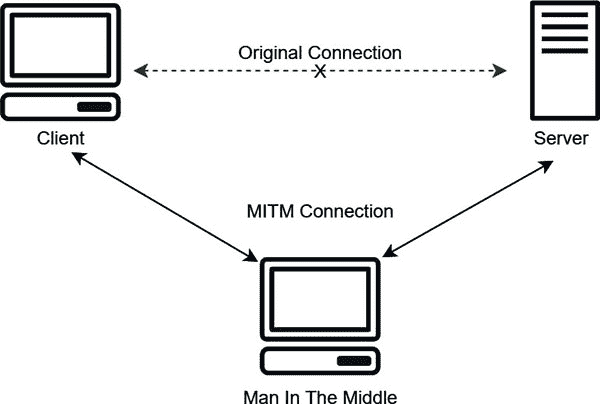 Original Connection
X
Client
Server
MITM Connection
Man In The Middle